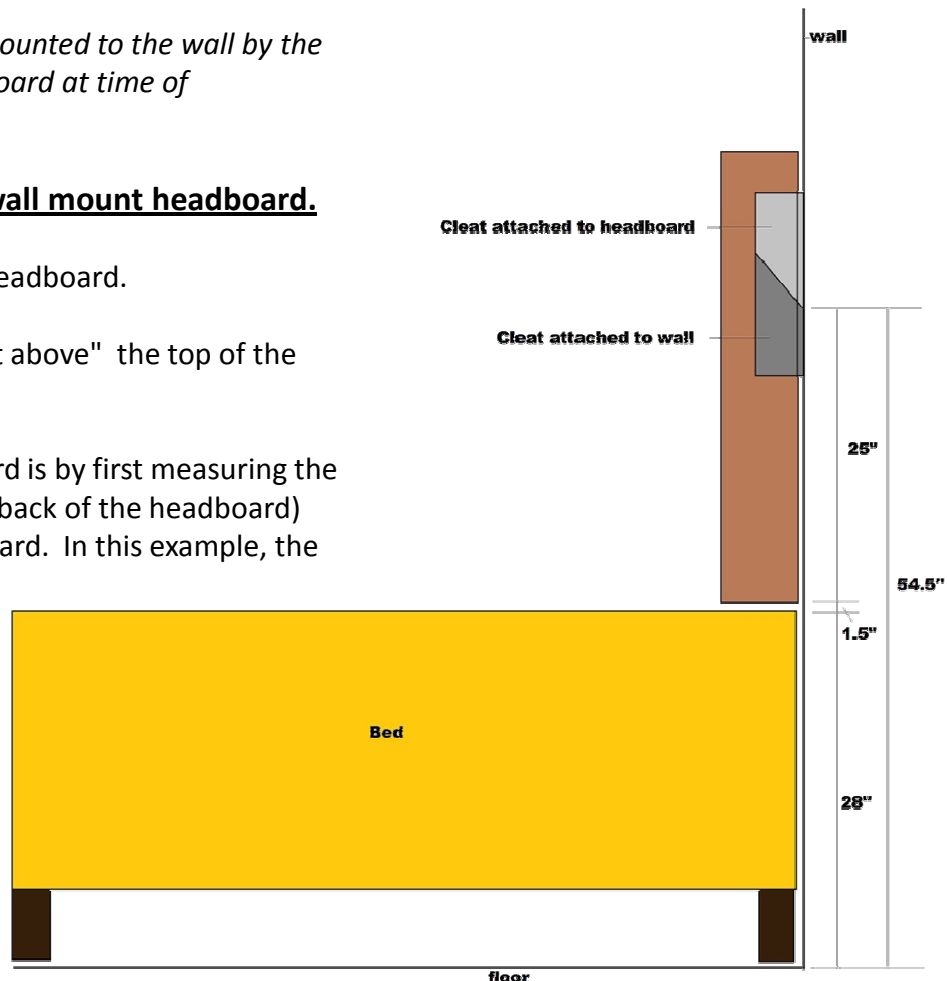 ounted to the wall by the
oard at time of
wall mount headboard.
eadboard.
t above" the top of the
rd is by first measuring the
back of the headboard)
ard. In this example, the
wall
Cleat attached to headboard
Cleat attached to wall
25"
54.5"
1.5"
Bed
28"
floor